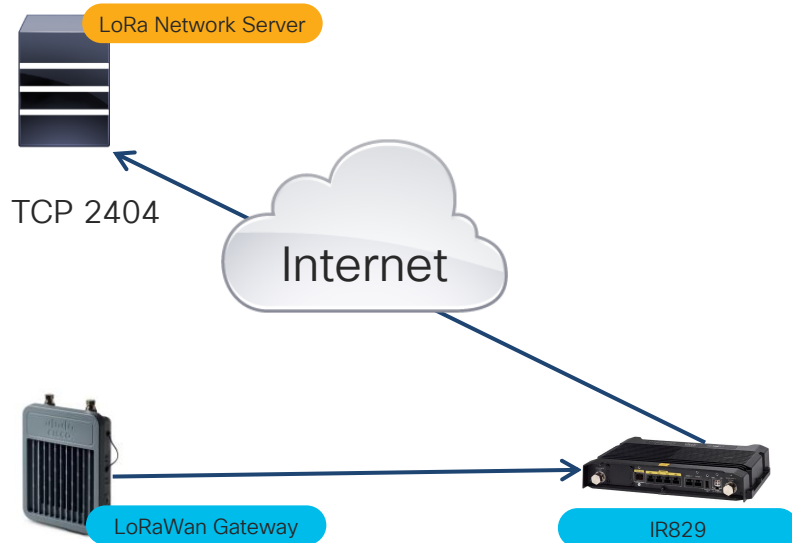 LoRa Network Server
TCP 2404
Internet
LoRaWan Gateway
IR829